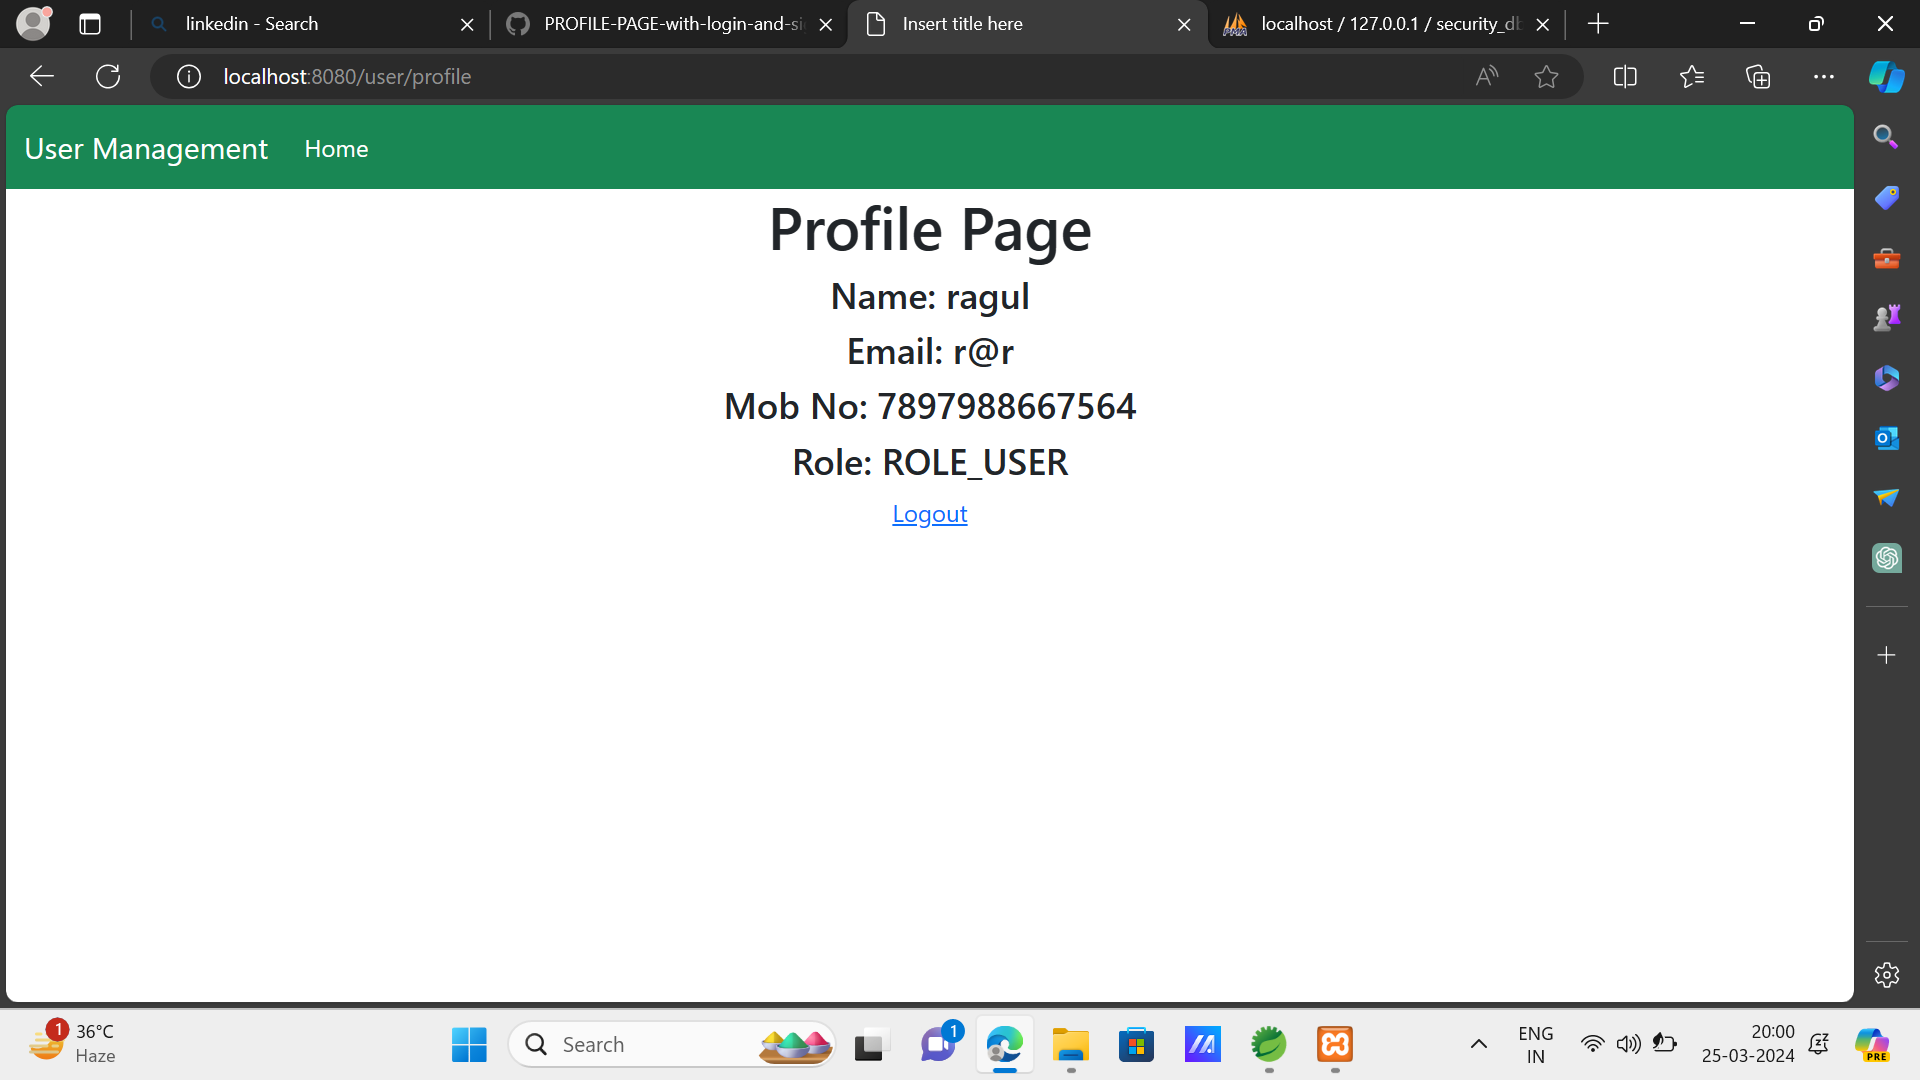 linkedin - Search
PROFILE-PAGE-with-login-and-si
Insert title here
localhost / 127.0.0.1 / security_db
localhost:8080/user/profile
User Management
Home
Profile Page
Name: ragul
Email: r@r
Mob No: 7897988667564
Role: ROLE_USER
Logout
1
36°C
Haze
Search
1
ENG
IN
20:00
25-03-2024
PRE